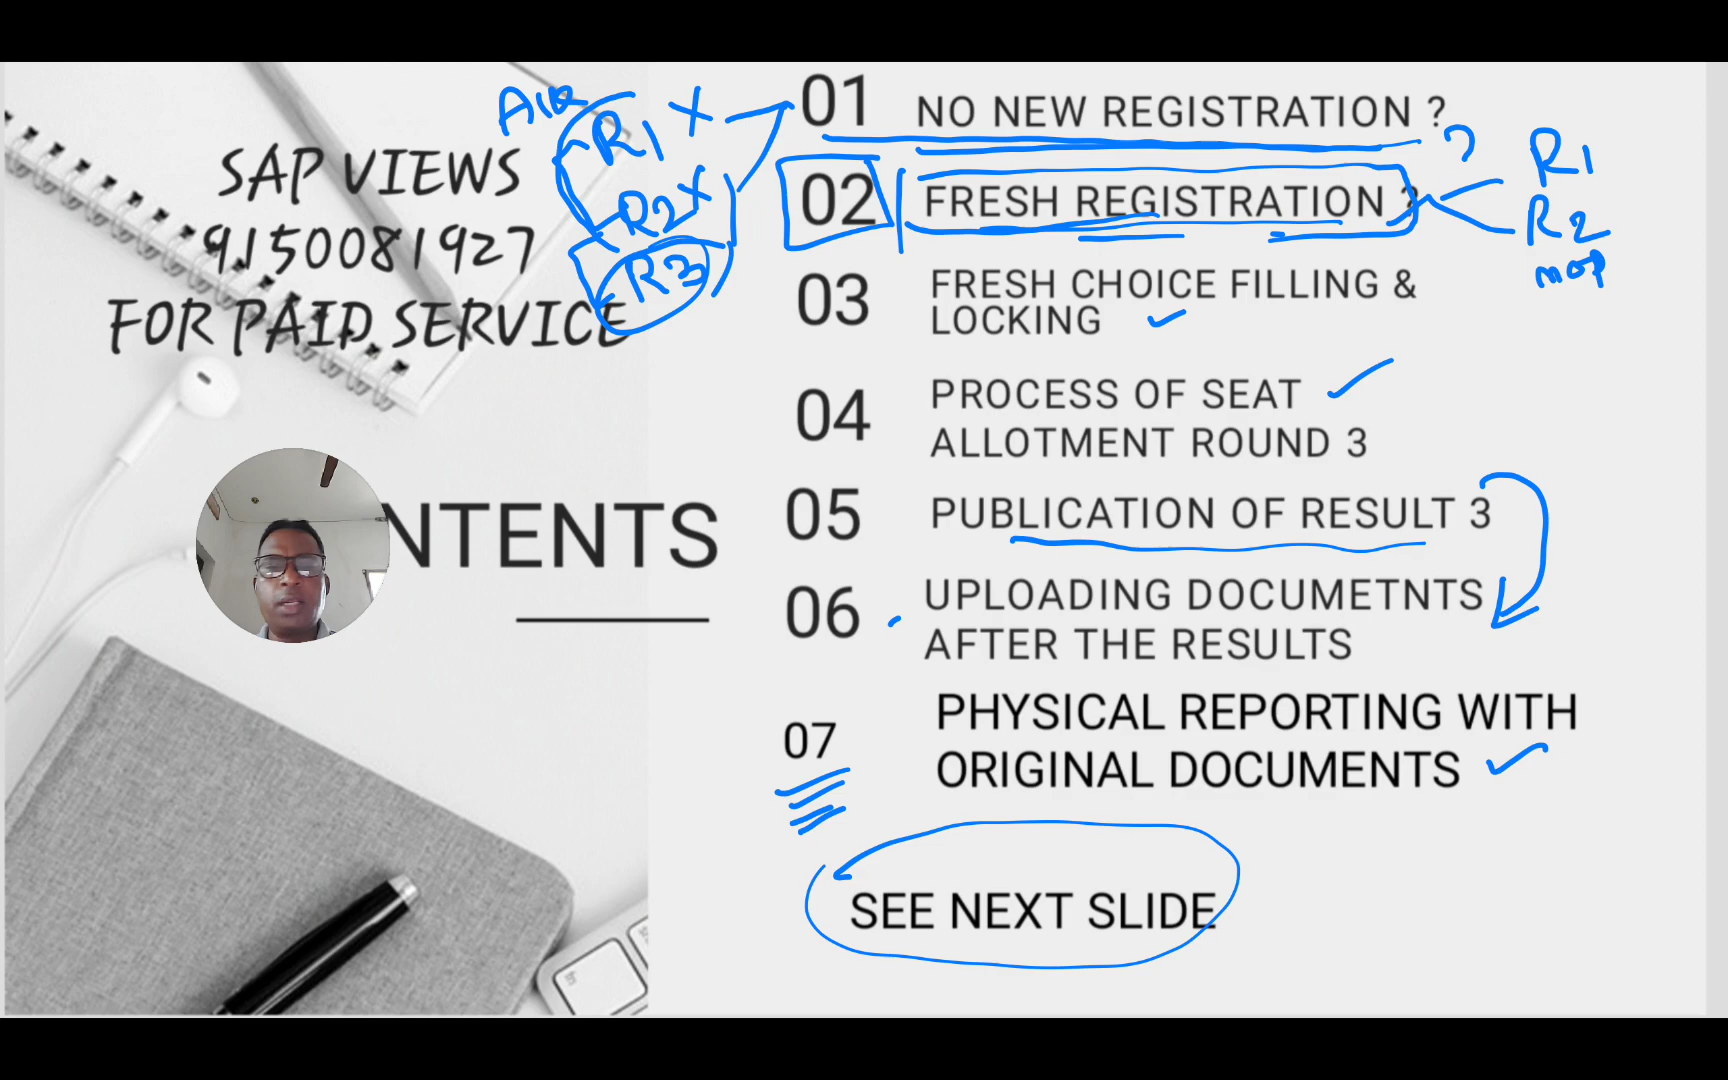 SAP VIEWS
9150081927
FOR PAID SERVICE
NTENTS
AIR
R1 X
R2 X
R3
01 NO NEW REGISTRATION ?
02 FRESH REGISTRATION ?
?
R1
R2
mop
03 FRESH CHOICE FILLING &
LOCKING
04 PROCESS OF SEAT
ALLOTMENT ROUND 3
05 PUBLICATION OF RESULT 3
06 UPLOADING DOCUMETNTS
AFTER THE RESULTS
07 PHYSICAL REPORTING WITH
ORIGINAL DOCUMENTS
SEE NEXT SLIDE